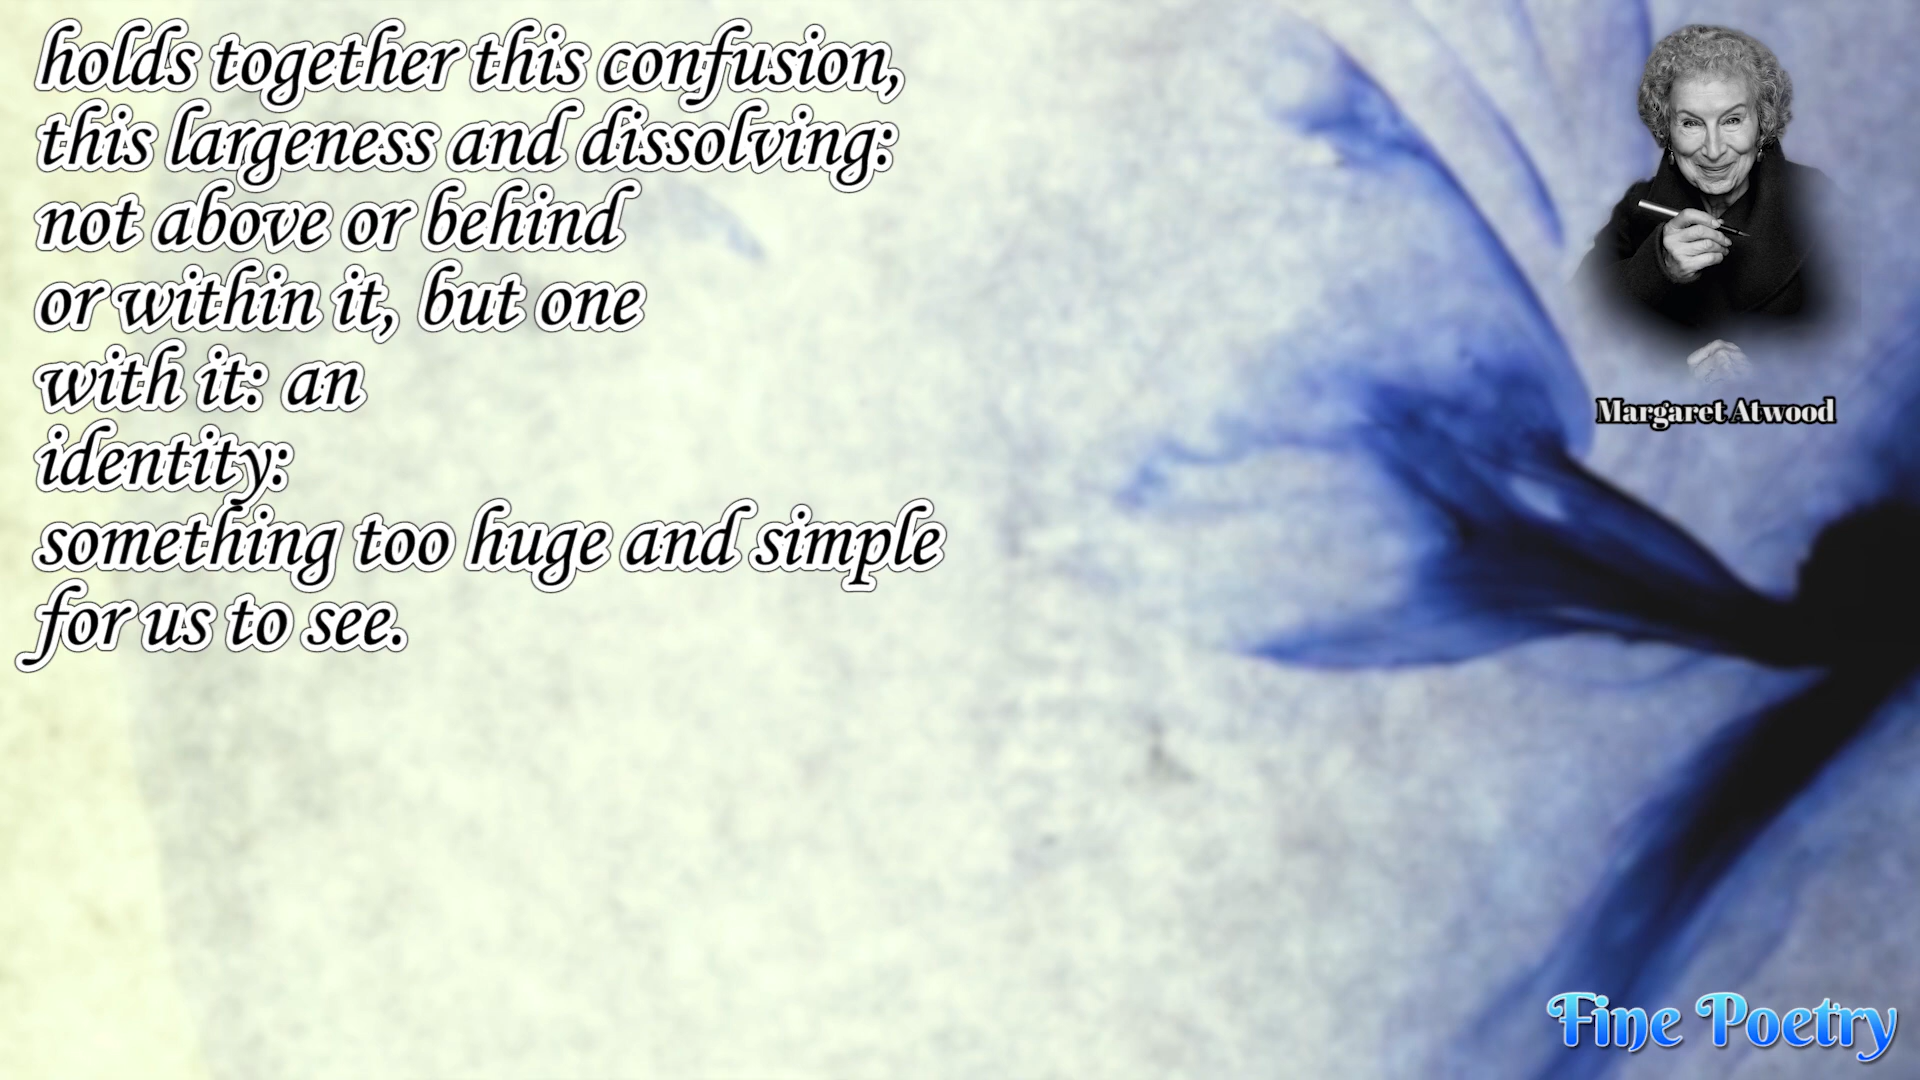 holds together this confusion,
this largeness and dissolving:
not above or behind
or within it, but one
with it: an
identity:
something too huge and simple
for us to see.
Margaret Atwood
Fine Poetry